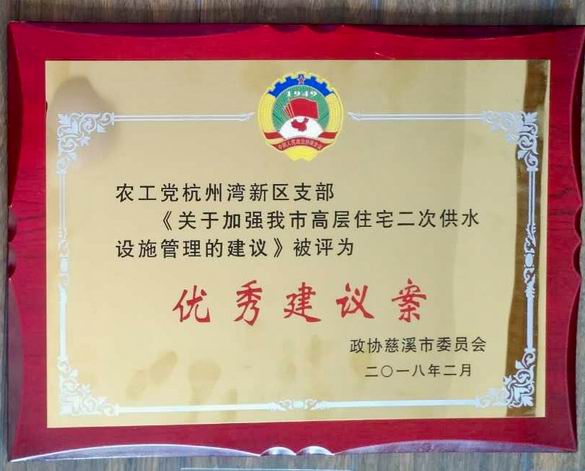 1949
农工党杭州湾新区支部
《关于加强我市高层住宅二次供水
设施管理的建议》被评为
优秀建议案
政协慈溪市委员会
二〇一八年二月